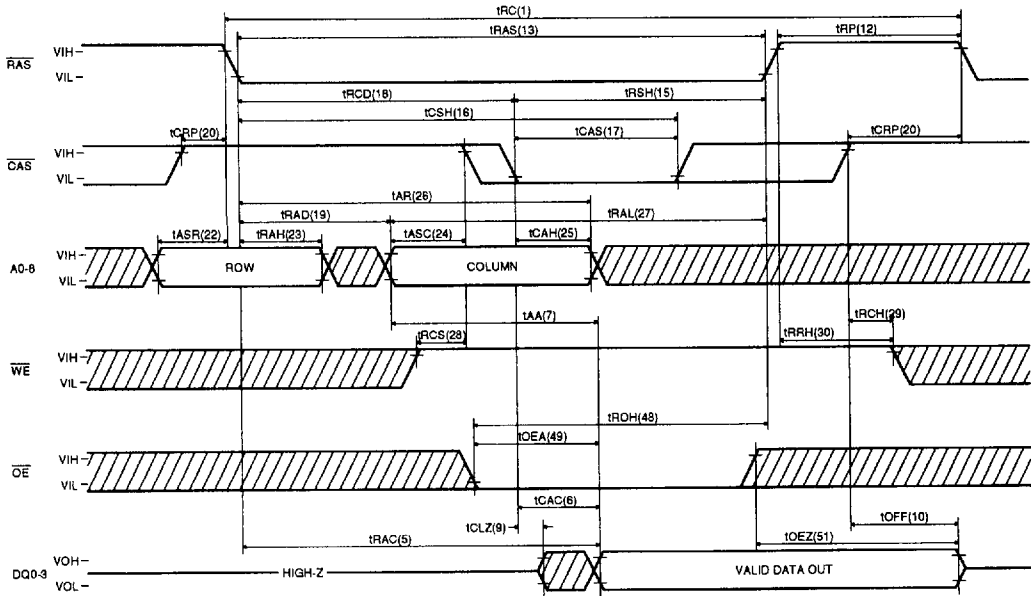 tRC(1)
tRAS(13)
tRP(12)
RAS
VIH
VIL
tRCD(18)
tRSH(15)
tCSH(16)
tCRP(20)
tCAS(17)
tCRP(20)
CAS
VIH
VIL
tAR(26)
tRAD(19)
tRAL(27)
tASR(22)
tRAH(23)
tASC(24)
tCAH(25)
A0-8
VIH
VIL
ROW
COLUMN
tAA(7)
tRCS(28)
tRCH(29)
tRRH(30)
WE
VIH
VIL
tROH(48)
tOEA(49)
OE
VIH
VIL
tCAC(6)
tCLZ(9)
tOFF(10)
tRAC(5)
tOEZ(51)
DQ0-3
VOH
VOL
HIGH-Z
VALID DATA OUT